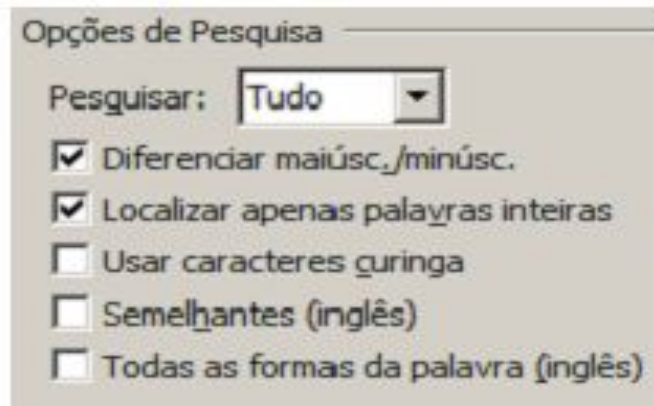 Opções de Pesquisa
Pesquisar: Tudo
Diferenciar maiúsc./minúsc.
Localizar apenas palavras inteiras
Usar caracteres curinga
Semelhantes (inglês)
Todas as formas da palavra (inglês)